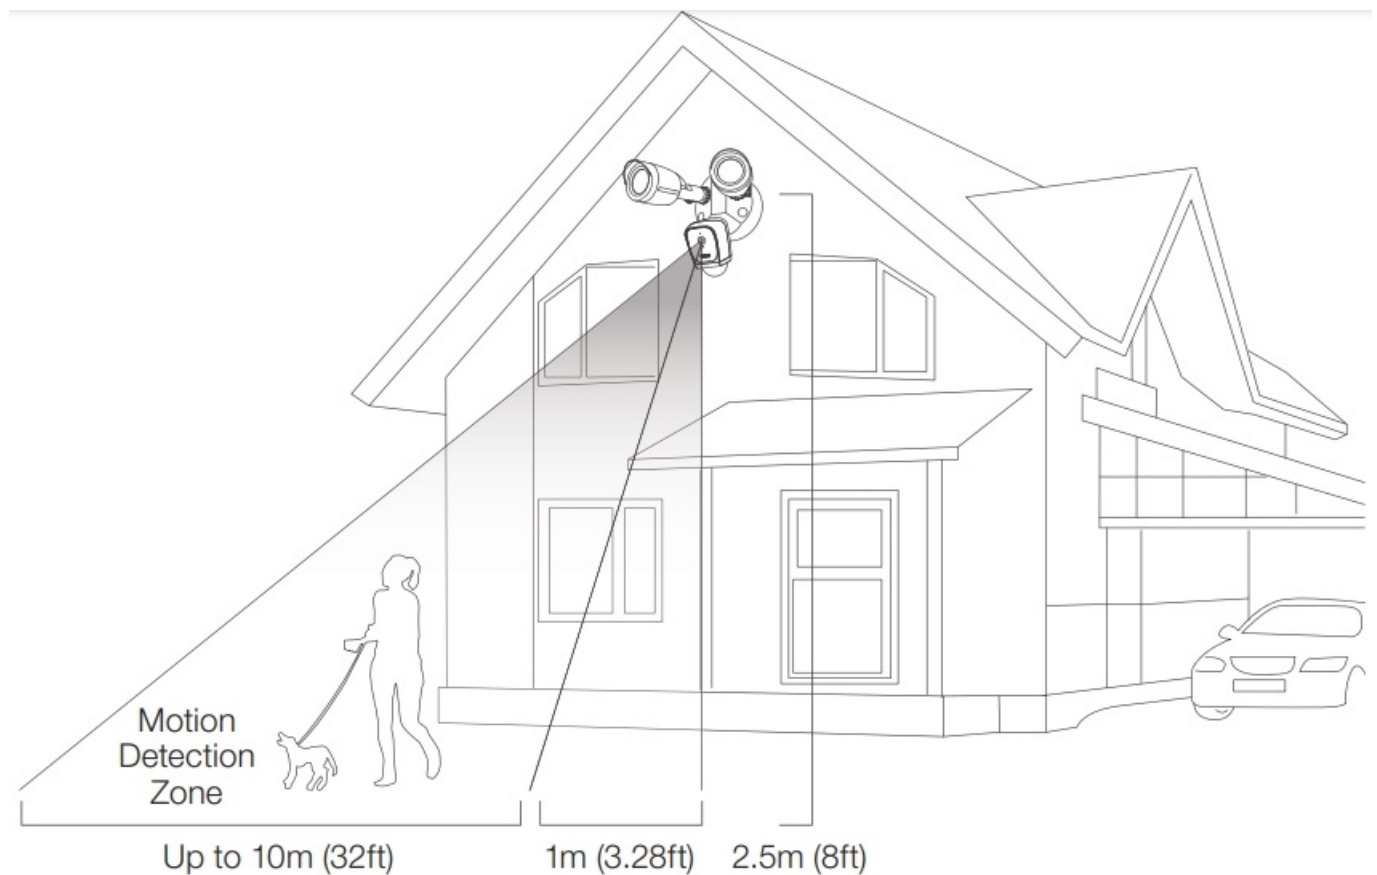 Motion
Detection
Zone
Up to 10m (32ft)
1m (3.28ft)
2.5m (8ft)